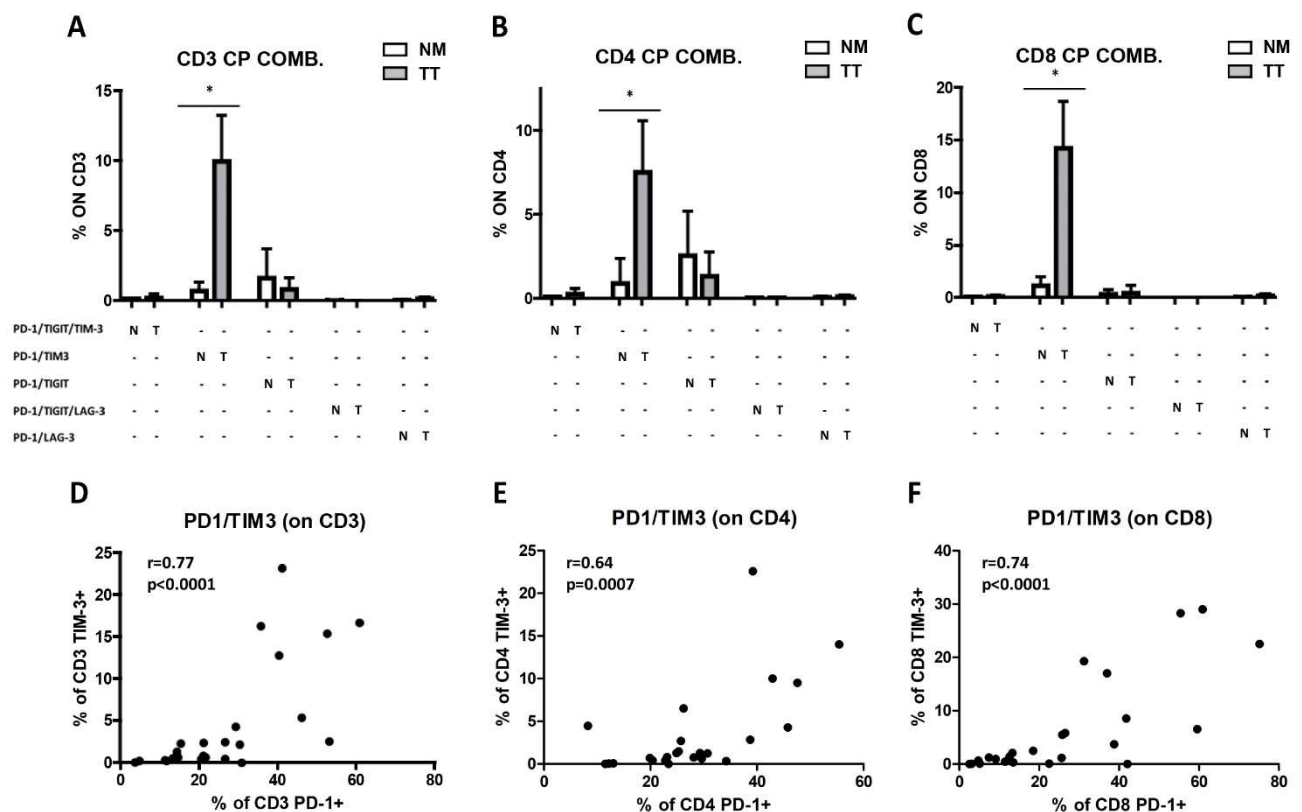 A
CD3 CP COMB.
NM
TT
*
% ON CD3
15
10
5
0
B
CD4 CP COMB.
NM
TT
*
% ON CD4
10
5
0
C
CD8 CP COMB.
NM
TT
*
% ON CD8
20
15
10
5
0
PD-1/TIGIT/TIM-3 N T - - - - - - - - N T - - - - - - - - N T - - - - - - - -
PD-1/TIM3 - - N T - - - - - - - - N T - - - - - - - - N T - - - - - -
PD-1/TIGIT - - - - N T - - - - - - - - N T - - - - - - - - N T - - - -
PD-1/TIGIT/LAG-3 - - - - - - N T - - - - - - - - N T - - - - - - - - N T - -
PD-1/LAG-3 - - - - - - - - N T - - - - - - - - N T - - - - - - - - N T
D
PD1/TIM3 (on CD3)
r=0.77
p<0.0001
% of CD3 TIM-3+
25
20
15
10
5
0
0 20 40 60 80
% of CD3 PD-1+
E
PD1/TIM3 (on CD4)
r=0.64
p=0.0007
% of CD4 TIM-3+
25
20
15
10
5
0
0 20 40 60
% of CD4 PD-1+
F
PD1/TIM3 (on CD8)
r=0.74
p<0.0001
% of CD8 TIM-3+
40
30
20
10
0
0 20 40 60 80
% of CD8 PD-1+